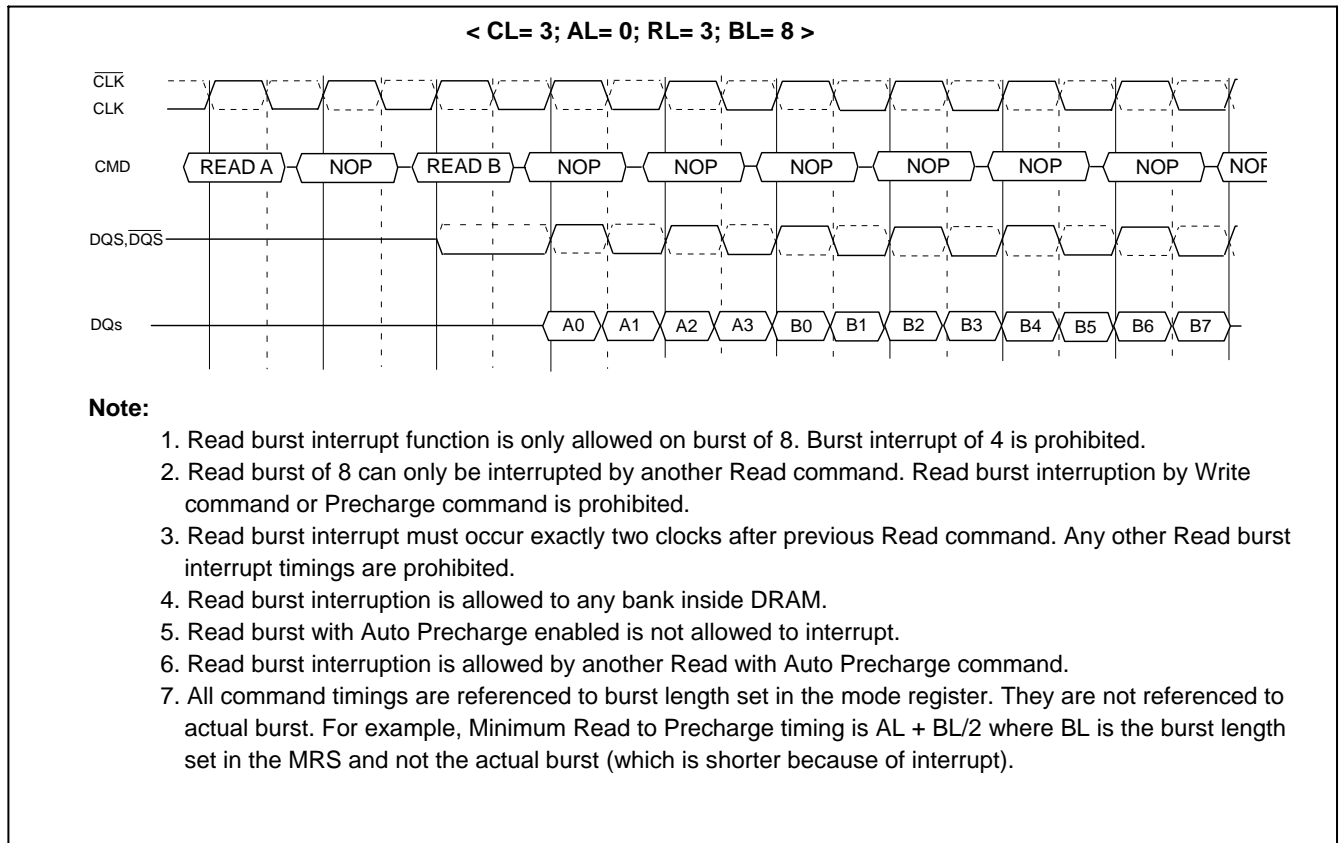 < CL= 3; AL= 0; RL= 3; BL= 8 >
CLK
CLK
CMD READ A NOP READ B NOP NOP NOP NOP NOP NOP NOP
DQS,DQS
DQs A0 A1 A2 A3 B0 B1 B2 B3 B4 B5 B6 B7
Note:
1. Read burst interrupt function is only allowed on burst of 8. Burst interrupt of 4 is prohibited.
2. Read burst of 8 can only be interrupted by another Read command. Read burst interruption by Write
command or Precharge command is prohibited.
3. Read burst interrupt must occur exactly two clocks after previous Read command. Any other Read burst
interrupt timings are prohibited.
4. Read burst interruption is allowed to any bank inside DRAM.
5. Read burst with Auto Precharge enabled is not allowed to interrupt.
6. Read burst interruption is allowed by another Read with Auto Precharge command.
7. All command timings are referenced to burst length set in the mode register. They are not referenced to
actual burst. For example, Minimum Read to Precharge timing is AL + BL/2 where BL is the burst length
set in the MRS and not the actual burst (which is shorter because of interrupt).